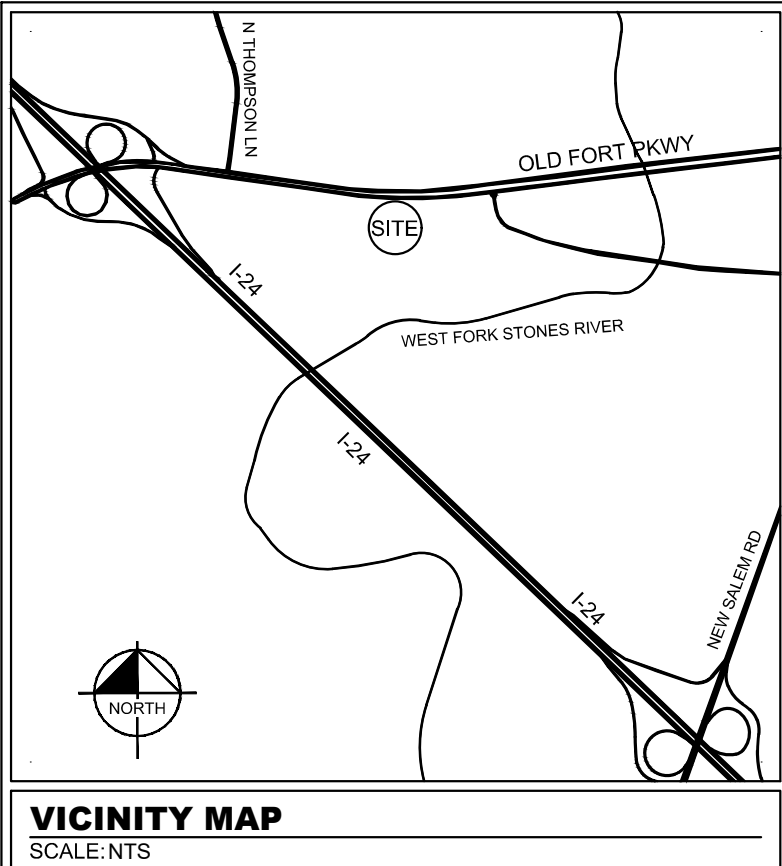 N THOMPSON LN
OLD FORT PKWY
SITE
I-24
WEST FORK STONES RIVER
I-24
I-24
NEW SALEM RD
NORTH
VICINITY MAP
SCALE: NTS